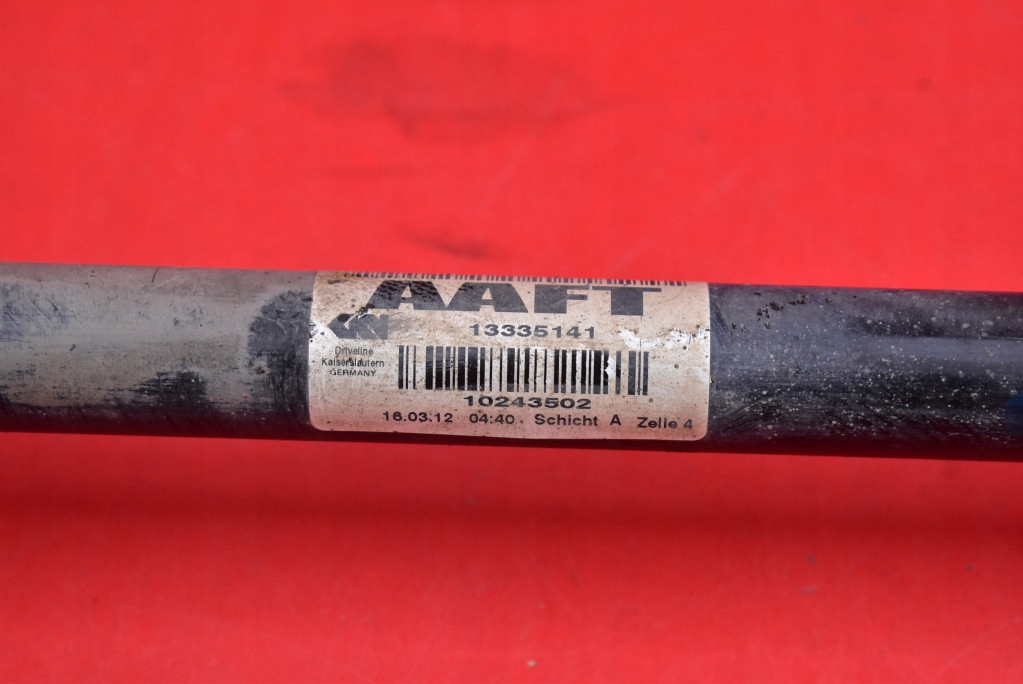 AAFT
13335141
Driveline
Kaiserslautern
GERMANY
10243502
16.03.12 04:40 Schicht A Zelle 4